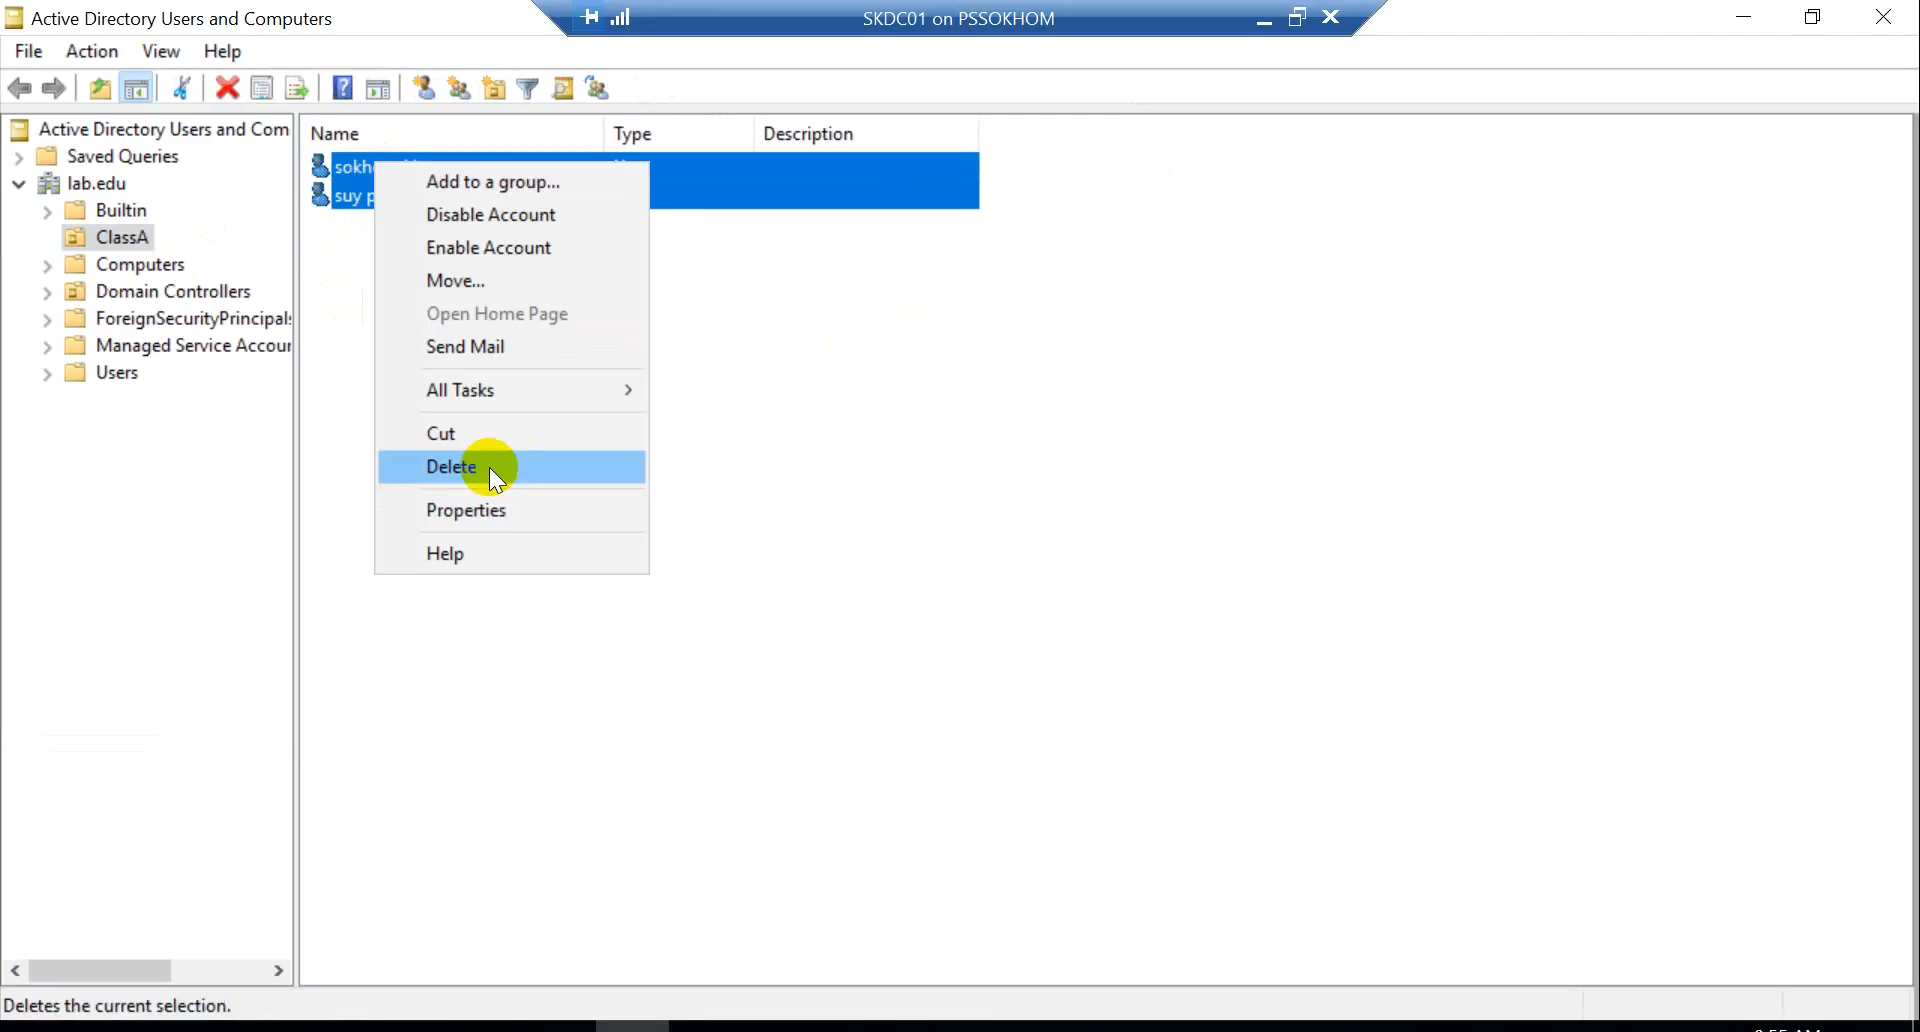 Active Directory Users and Computers
SKDC01 on PSSOKHOM
File Action View Help
Active Directory Users and Com
Saved Queries
lab.edu
Builtin
ClassA
Computers
Domain Controllers
ForeignSecurityPrincipals
Managed Service Accour
Users
Name Type Description
sokh
suy p
Add to a group...
Disable Account
Enable Account
Move...
Open Home Page
Send Mail
All Tasks
Cut
Delete
Properties
Help
Deletes the current selection.